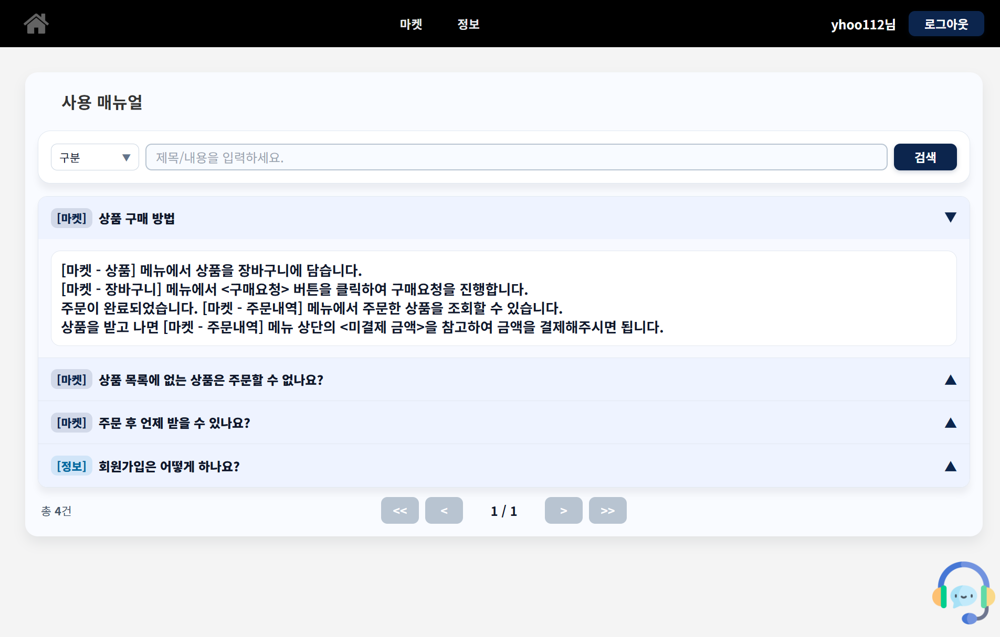 마켓 정보 yhoo112님 로그아웃
사용 매뉴얼
구분 ▼ 제목/내용을 입력하세요. 검색
[마켓] 상품 구매 방법 ▼
[마켓 - 상품] 메뉴에서 상품을 장바구니에 담습니다.
[마켓 - 장바구니] 메뉴에서 <구매요청> 버튼을 클릭하여 구매요청을 진행합니다.
주문이 완료되었습니다. [마켓 - 주문내역] 메뉴에서 주문한 상품을 조회할 수 있습니다.
상품을 받고 나면 [마켓 - 주문내역] 메뉴 상단의 <미결제 금액>을 참고하여 금액을 결제해주시면 됩니다.
[마켓] 상품 목록에 없는 상품은 주문할 수 없나요? ▲
[마켓] 주문 후 언제 받을 수 있나요? ▲
[정보] 회원가입은 어떻게 하나요? ▲
총 4건 << < 1 / 1 > >>